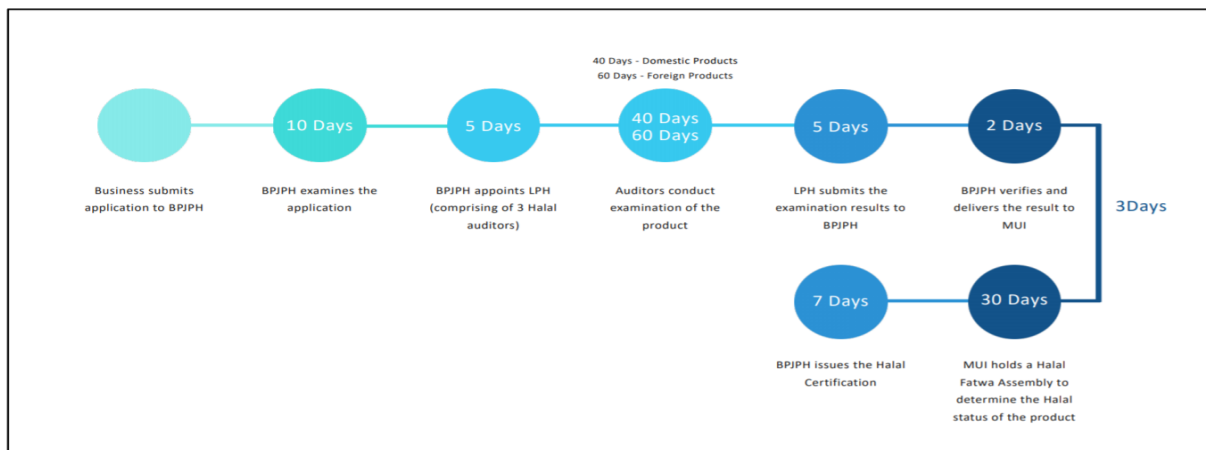 40 Days - Domestic Products
60 Days - Foreign Products
10 Days
5 Days
40 Days
60 Days
5 Days
2 Days
Business submits
application to BPJPH
BPJPH examines the
application
BPJPH appoints LPH
(comprising of 3 Halal
auditors)
Auditors conduct
examination of the
product
LPH submits the
examination results to
BPJPH
BPJPH verifies and
delivers the result to
MUI
3Days
7 Days
30 Days
BPJPH issues the Halal
Certification
MUI holds a Halal
Fatwa Assembly to
determine the Halal
status of the product